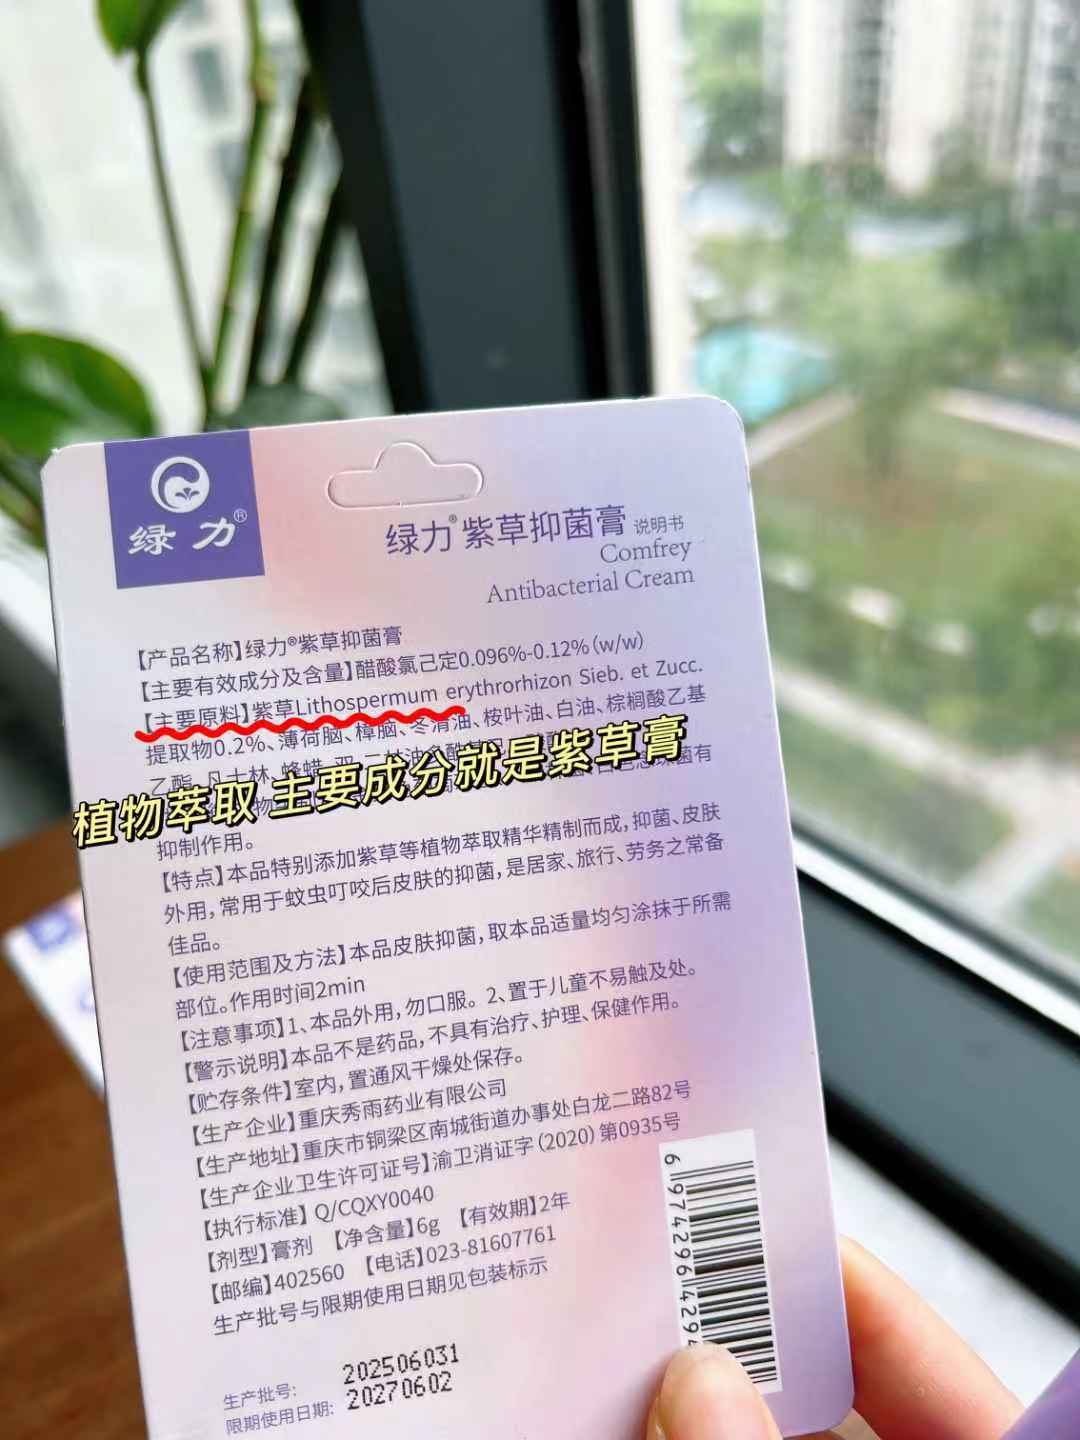 绿力®
绿力®紫草抑菌膏 说明书
Comfrey
Antibacterial Cream
【产品名称】绿力®紫草抑菌膏
【主要有效成分及含量】醋酸氯己定0.096%-0.12%(w/w)
【主要原料】紫草Lithospermum erythrorhizon Sieb. et Zucc.
提取物0.2%、薄荷脑、樟脑、冬清油、桉叶油、白油、棕榈酸乙基
乙酯、凡士林、蜂蜡
植物萃取 主要成分就是紫草膏
菌有
抑制作用。
【特点】本品特别添加紫草等植物萃取精华精制而成,抑菌、皮肤
外用,常用于蚊虫叮咬后皮肤的抑菌,是居家、旅行、劳务之常备
佳品。
【使用范围及方法】本品皮肤抑菌,取本品适量均匀涂抹于所需
部位。作用时间2min
【注意事项】1、本品外用,勿口服。2、置于儿童不易触及处。
【警示说明】本品不是药品,不具有治疗、护理、保健作用。
【贮存条件】室内,置通风干燥处保存。
【生产企业】重庆秀雨药业有限公司
【生产地址】重庆市铜梁区南城街道办事处白龙二路82号
【生产企业卫生许可证号】渝卫消证字(2020)第0935号
【执行标准】Q/CQXY0040
【剂型】膏剂 【净含量】6g 【有效期】2年
【邮编】402560 【电话】023-81607761
生产批号与限期使用日期见包装标示
生产批号: 202506031
限期使用日期: 20270602
6 974296 4294